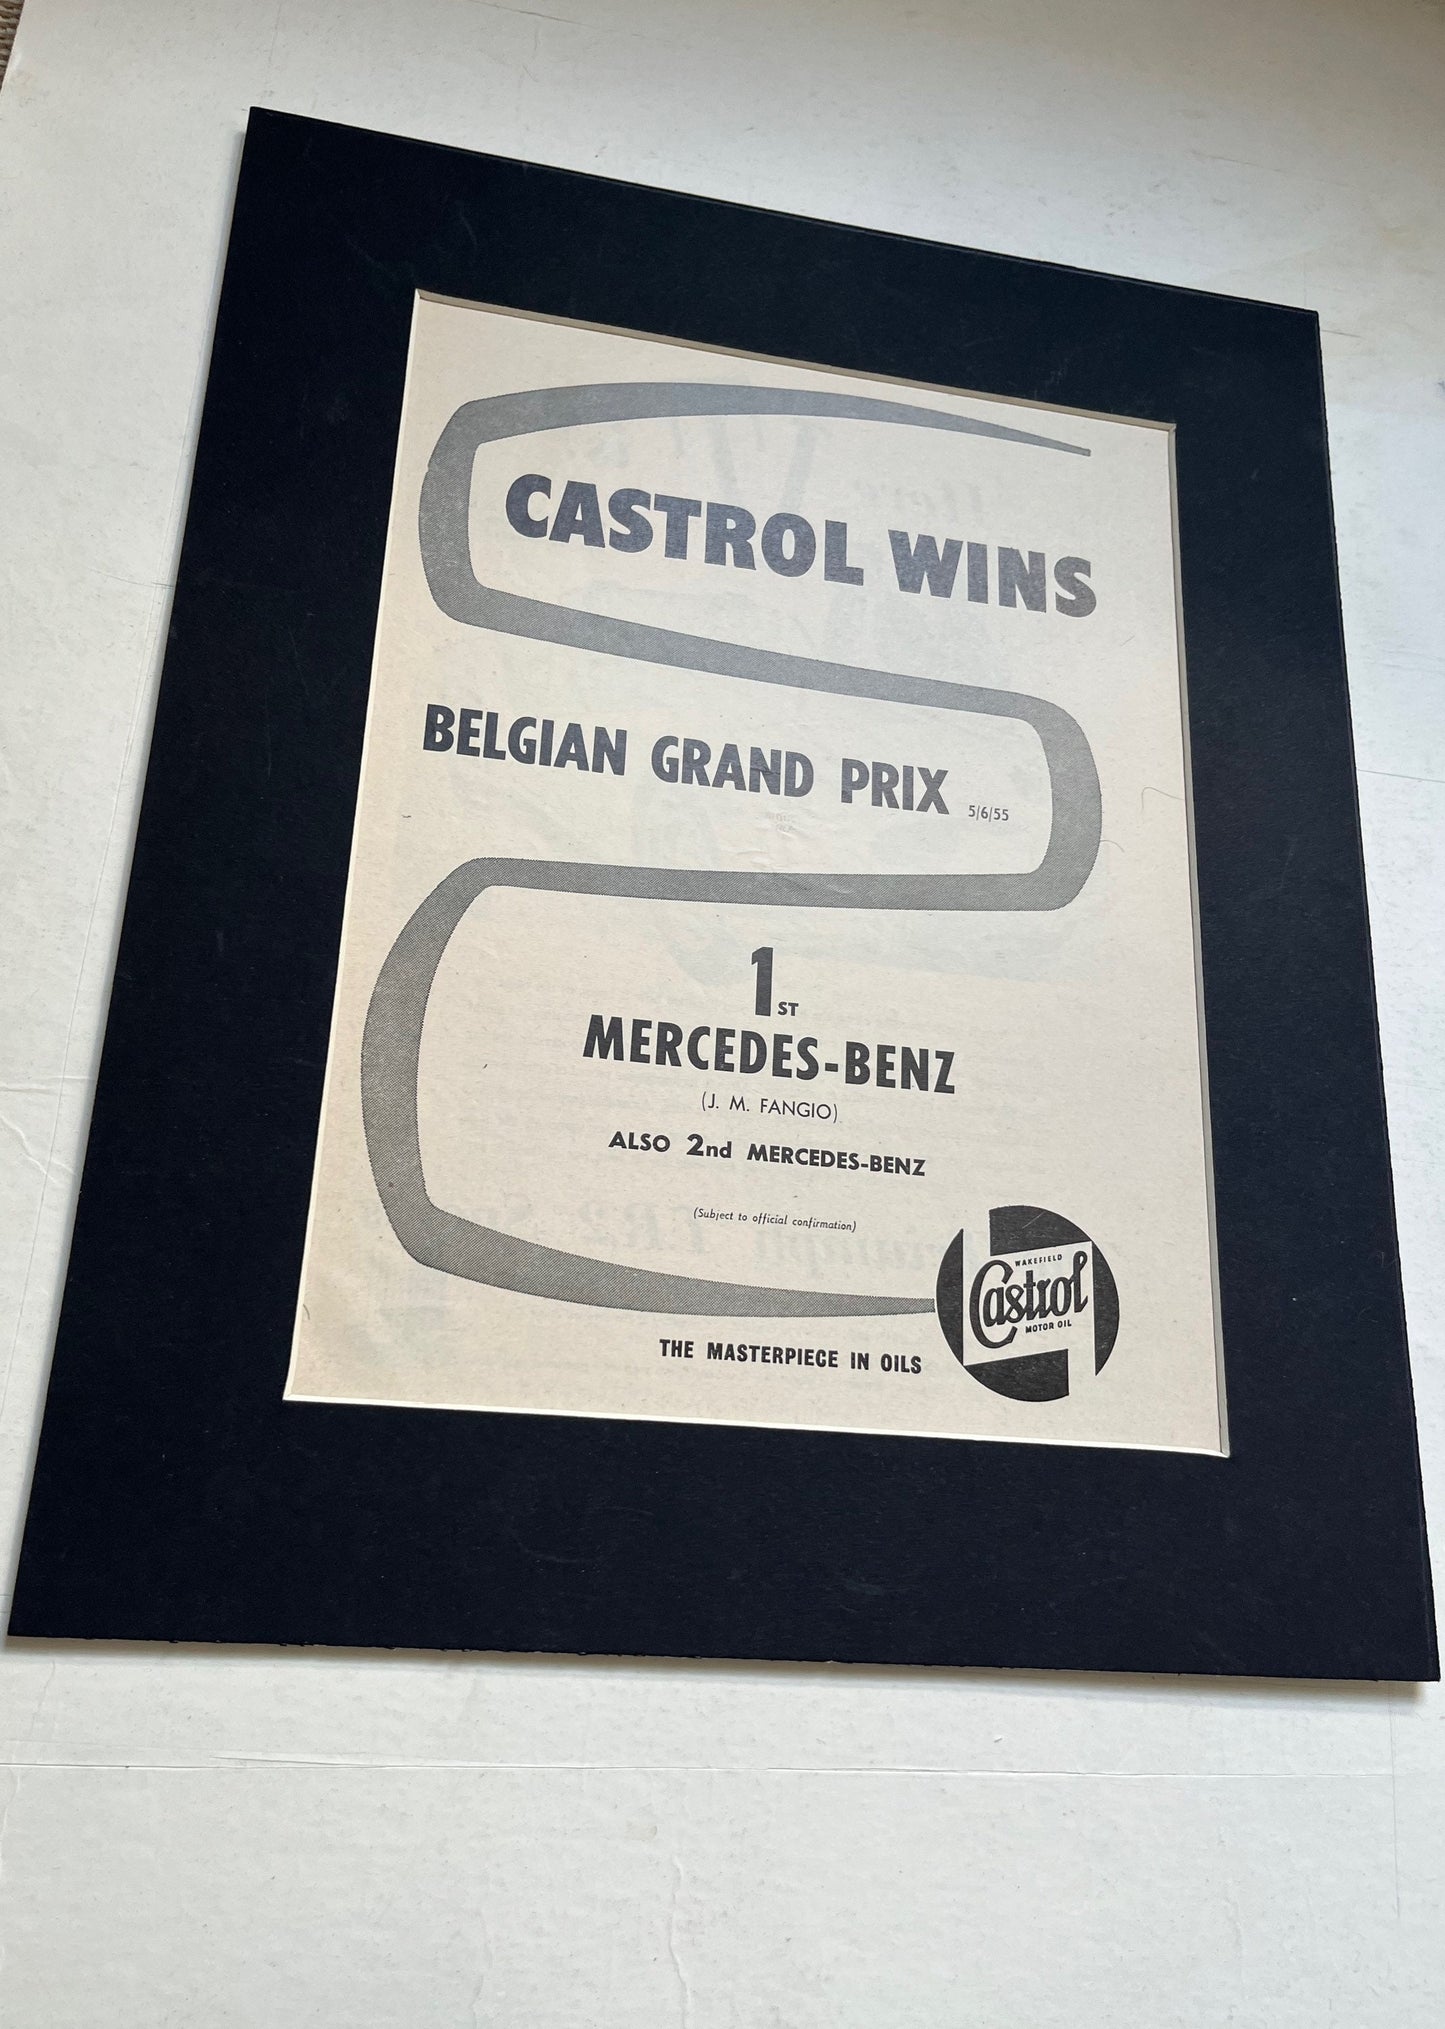 CASTROL WINS
BELGIAN GRAND PRIX 5/6/55
1ST
MERCEDES-BENZ
(J. M. FANGIO)
ALSO 2nd MERCEDES-BENZ
(Subject to official confirmation)
WAKEFIELD
Castrol
MOTOR OIL
THE MASTERPIECE IN OILS